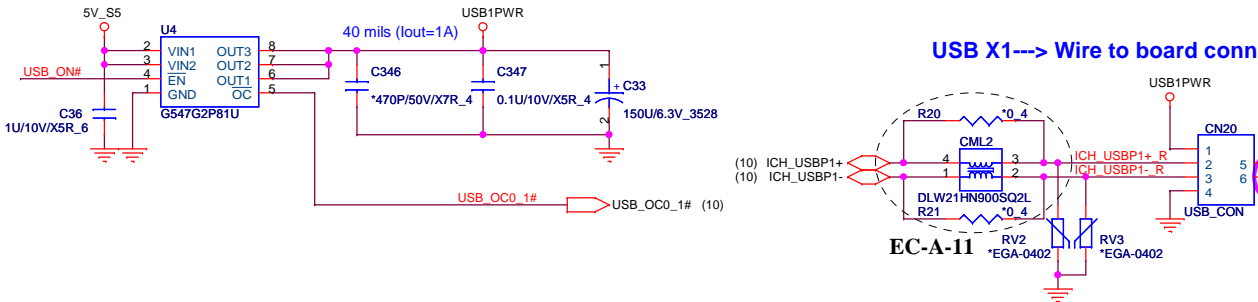 5V_S5
U4
2 VIN1 OUT3 8
3 VIN2 OUT2 7
4 EN OUT1 6
1 GND OC 5
G547G2P81U
USB_ON#
C36
1U/10V/X5R_6
40 mils (Iout=1A)
USB1PWR
C346
*470P/50V/X7R_4
C347
0.1U/10V/X5R_4
1
+ C33
2
150U/6.3V_3528
USB_OC0_1#
USB_OC0_1# (10)
USB X1---> Wire to board conn
USB1PWR
R20 *0_4
CML2
(10) ICH_USBP1+ 4 3 ICH_USBP1+_R
(10) ICH_USBP1- 1 2 ICH_USBP1-_R
DLW21HN900SQ2L
R21 *0_4
EC-A-11
RV2
*EGA-0402
RV3
*EGA-0402
CN20
1
2 5
3 6
4
USB_CON